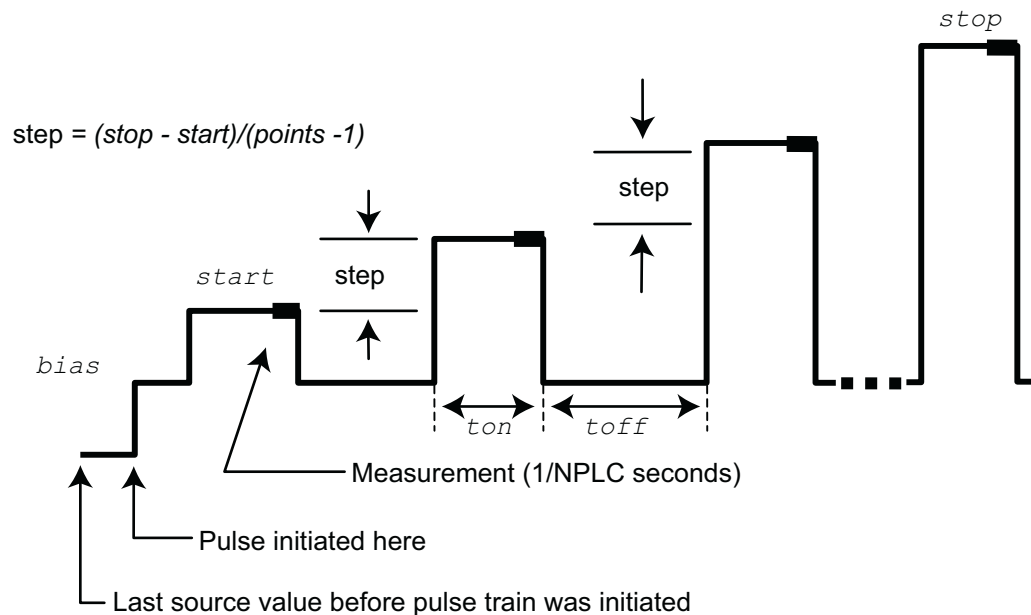 stop
step = (stop - start)/(points -1)
step
step
start
bias
ton
toff
Measurement (1/NPLC seconds)
Pulse initiated here
Last source value before pulse train was initiated